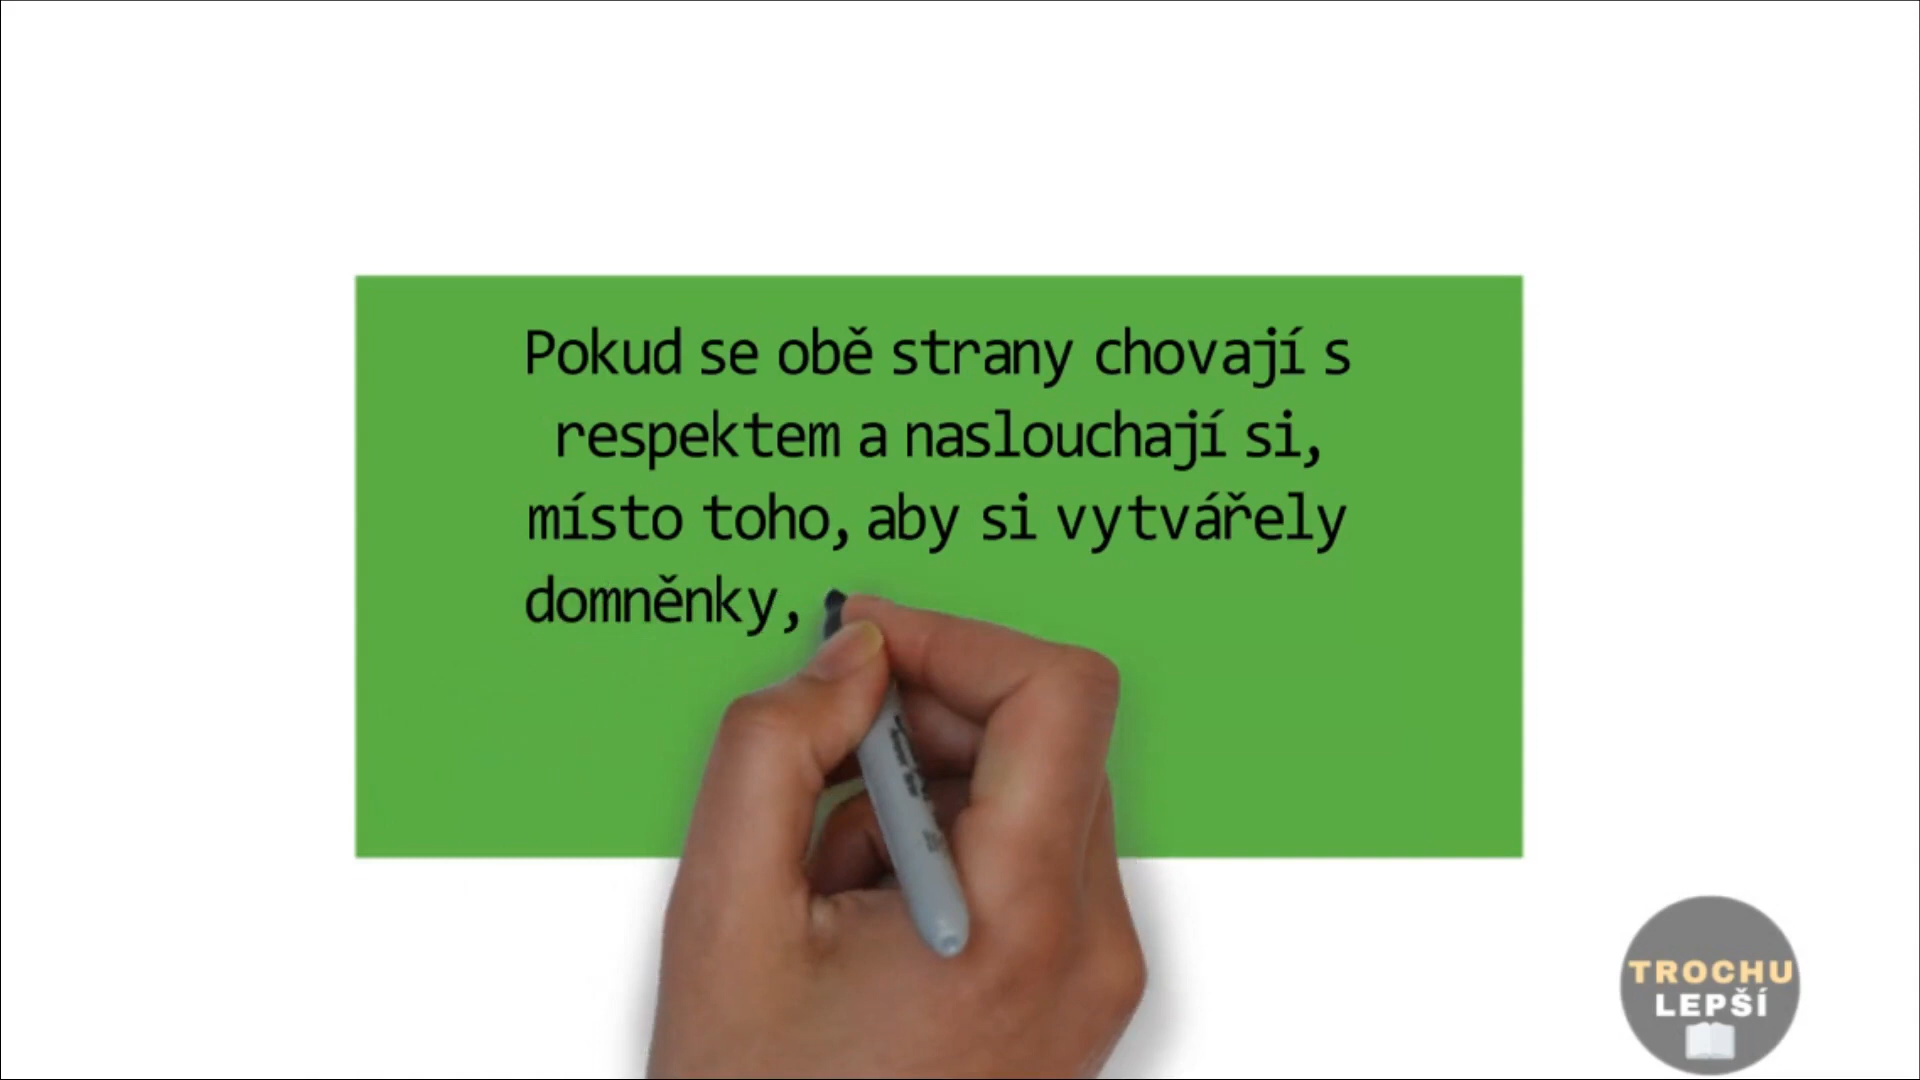 Pokud se obě strany chovají s
respektem a naslouchají si,
místo toho, aby si vytvářely
domněnky,
TROCHU
LEPŠÍ